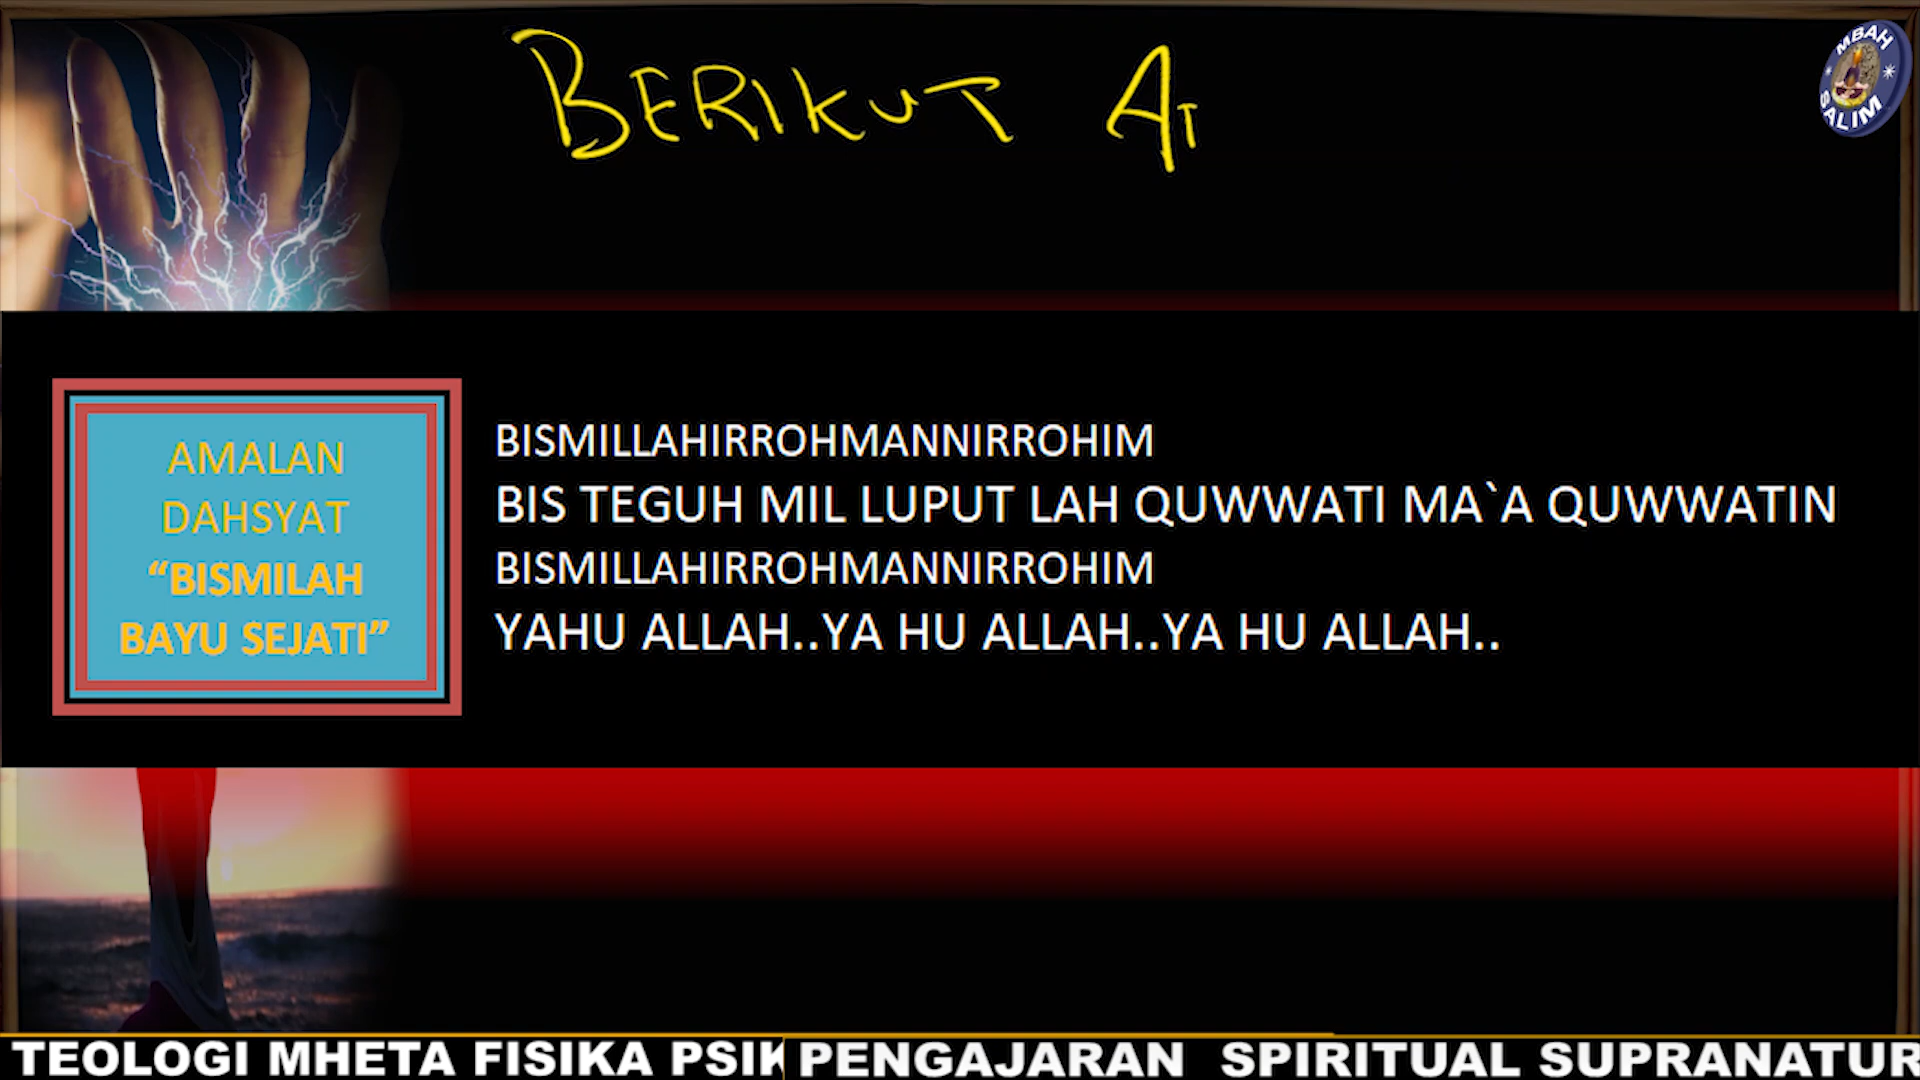 BERIKUT A
MBAH
SALIM
AMALAN
DAHSYAT
“BISMILAH
BAYU SEJATI”
BISMILLAHIRROHMANNIRROHIM
BIS TEGUH MIL LUPUT LAH QUWWATI MA`A QUWWATIN
BISMILLAHIRROHMANNIRROHIM
YAHU ALLAH..YA HU ALLAH..YA HU ALLAH..
TEOLOGI MHETA FISIKA PSIK PENGAJARAN SPIRITUAL SUPRANATUR